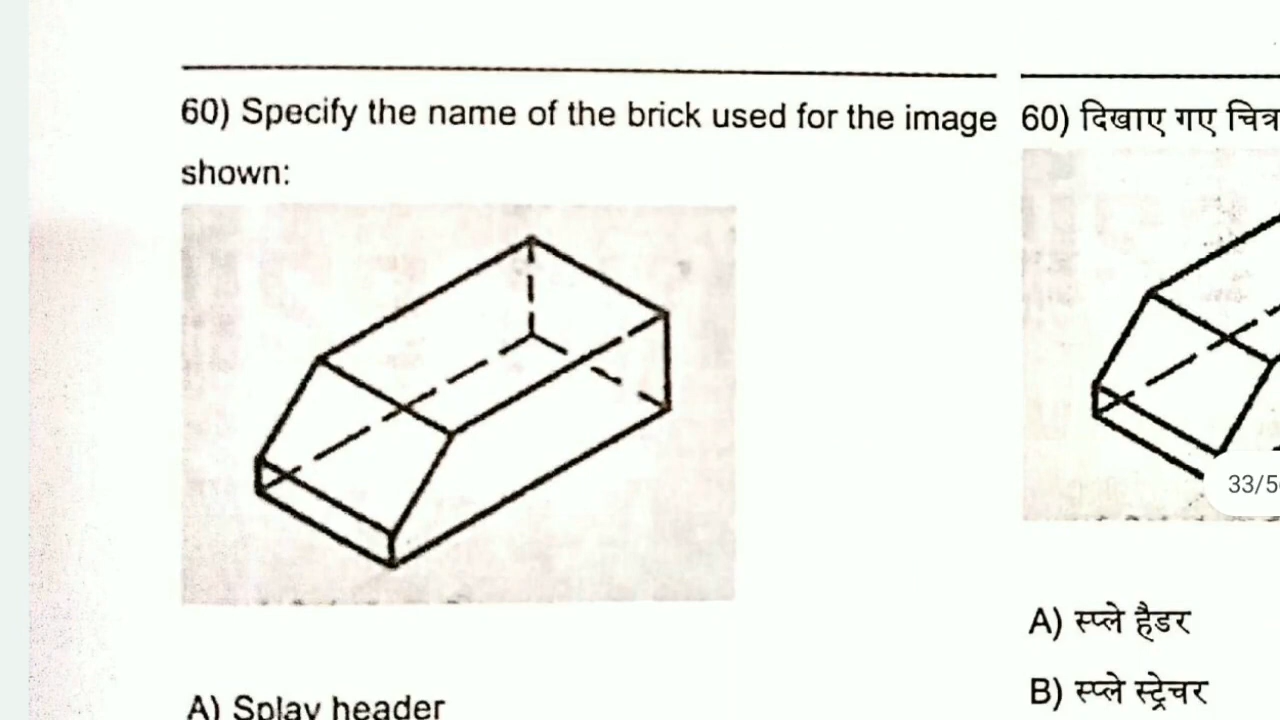 60) Specify the name of the brick used for the image
shown:
A) Splay header
60) दिखाए गए चित्र
33/5
A) स्प्ले हैडर
B) स्प्ले स्ट्रेचर